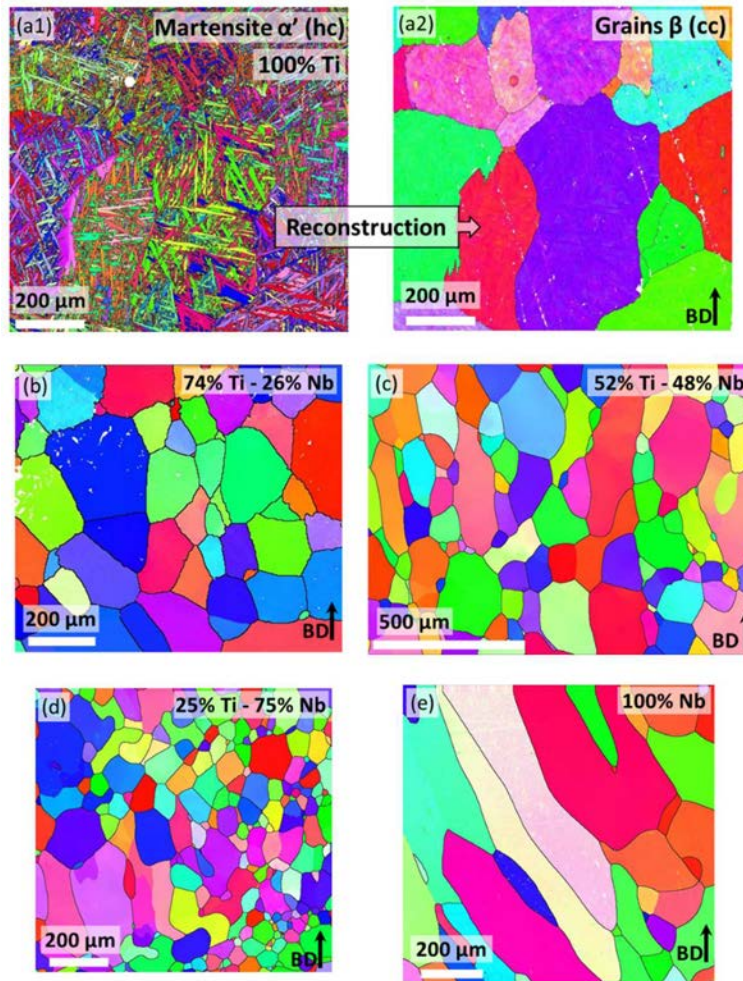 (a1)
Martensite α’ (hc)
100% Ti
200 µm
(a2)
Grains β (cc)
Reconstruction
200 µm
BD
(b)
74% Ti - 26% Nb
200 µm
BD
(c)
52% Ti - 48% Nb
500 µm
BD
(d)
25% Ti - 75% Nb
200 µm
BD
(e)
100% Nb
200 µm
BD